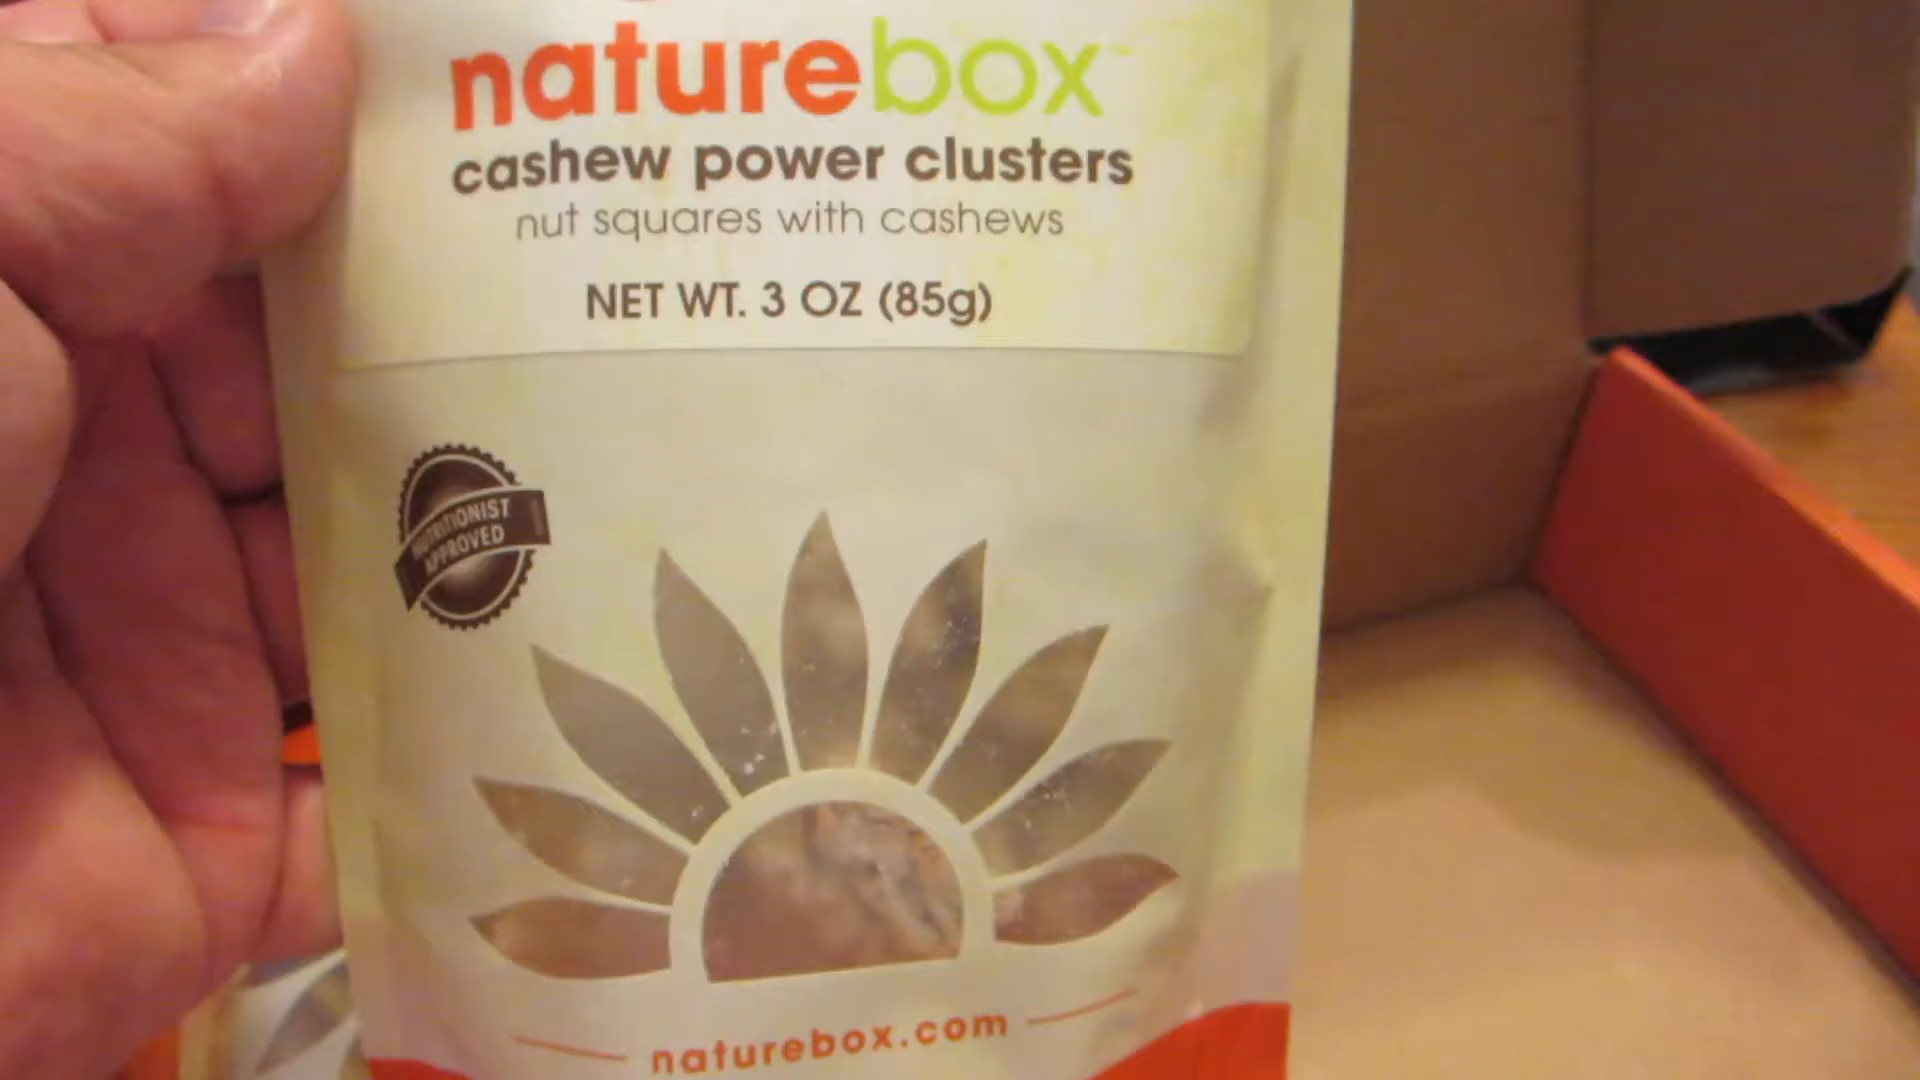 naturebox
cashew power clusters
nut squares with cashews
NET WT. 3 OZ (85g)
NUTRITIONIST
APPROVED
naturebox.com